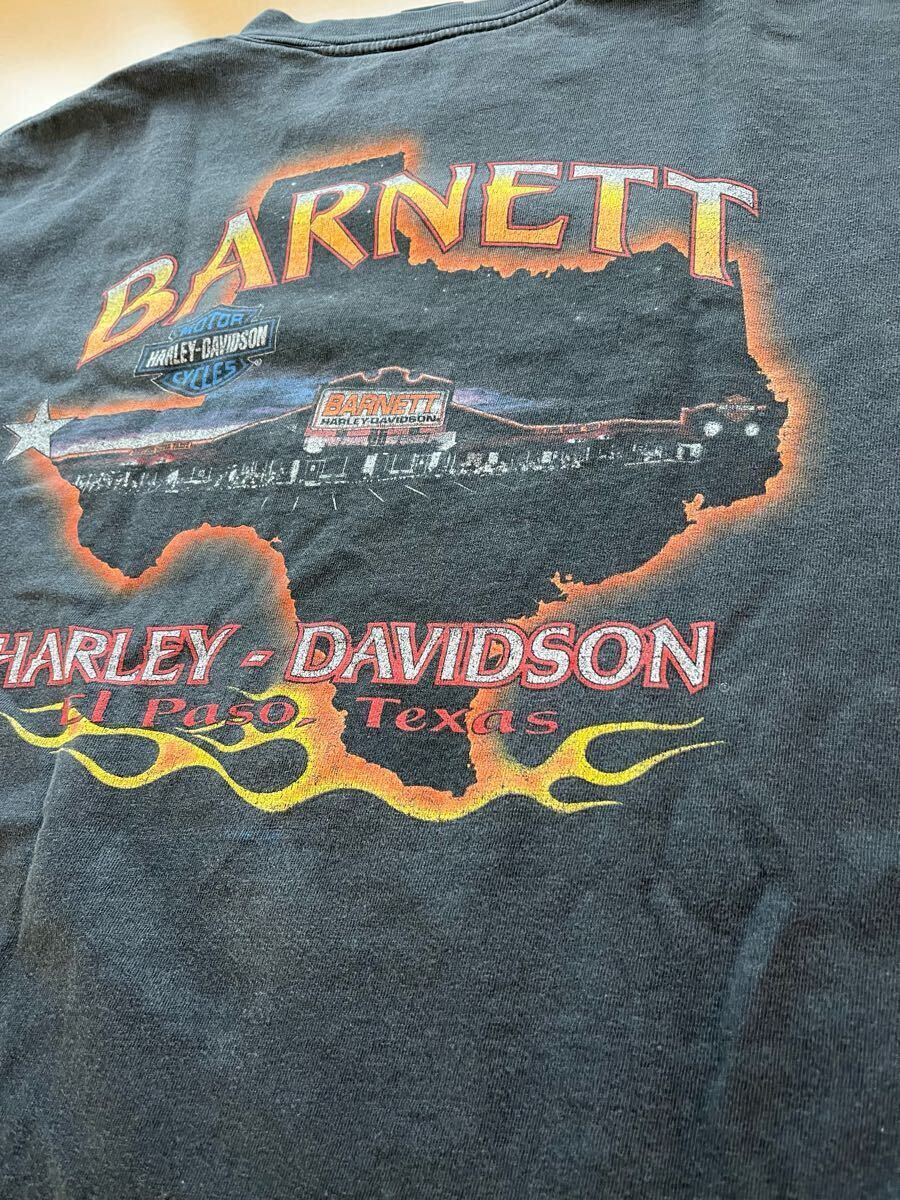 BARNETT
MOTOR
HARLEY-DAVIDSON
CYCLES
®
BARNETT
HARLEY-DAVIDSON
HARLEY - DAVIDSON
El Paso, Texas